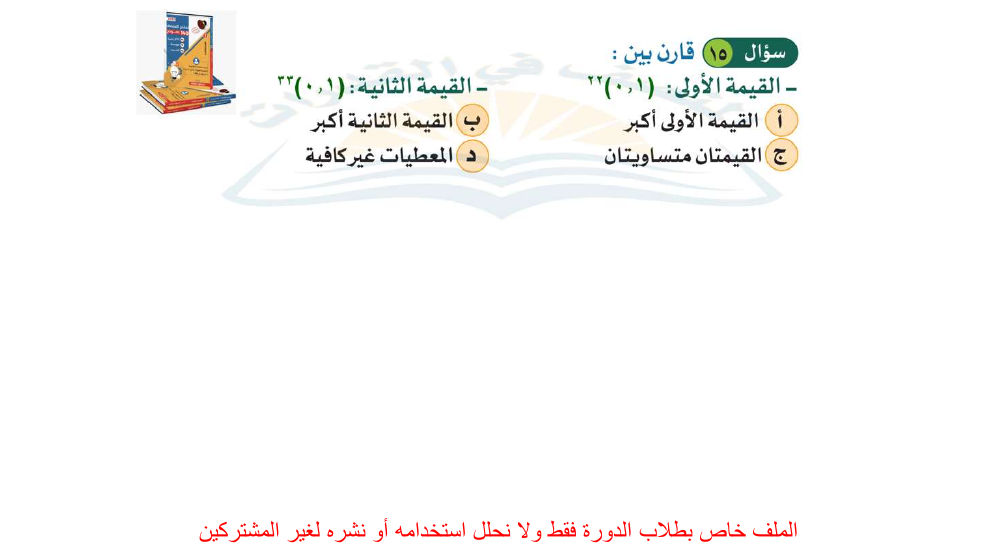 سؤال ١٥ قارن بين :
- القيمة الأولى : (٠,١)٢٢ - القيمة الثانية : (٠,١)٣٣
أ القيمة الأولى أكبر ب القيمة الثانية أكبر
ج القيمتان متساويتان د المعطيات غير كافية
الملف خاص بطلاب الدورة فقط ولا نحلل استخدامه أو نشره لغير المشتركين